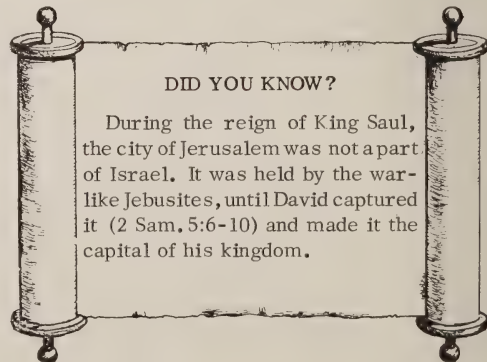 DID YOU KNOW?
During the reign of King Saul,
the city of Jerusalem was not a part
of Israel. It was held by the war-
like Jebusites, until David captured
it (2 Sam. 5:6-10) and made it the
capital of his kingdom.